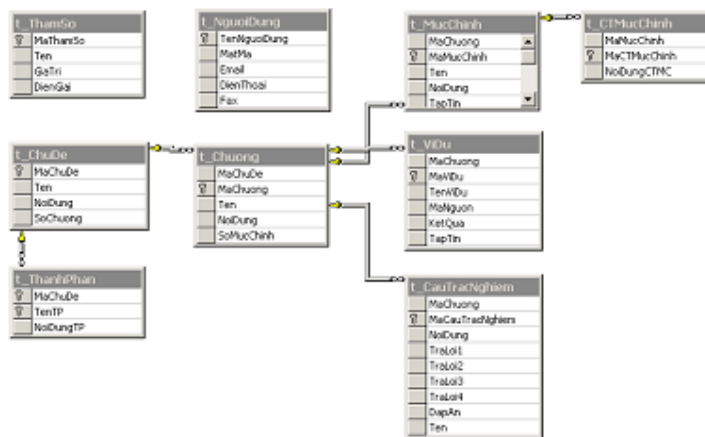 t_ThamSo
MaThamSo
Ten
GiaTri
DienGai
t_NguoiDung
TenNguoiDung
MatMa
Email
DienThoai
Fax
t_MucChinh
MaChuong
MaMucChinh
Ten
NoiDung
TapTin
t_CTMucChinh
MaMucChinh
MaCTMucChinh
NoiDungCTMC
t_ChuDe
MaChuDe
Ten
NoiDung
SoChuong
t_Chuong
MaChuDe
MaChuong
Ten
NoiDung
SoMucChinh
t_ViDu
MaChuong
MaViDu
TenViDu
MaNguon
KetQua
TapTin
t_ThanhPhan
MaChuDe
TenTP
NoiDungTP
t_CauTracNghiem
MaChuong
MaCauTracNghiem
NoiDung
TraLoi1
TraLoi2
TraLoi3
TraLoi4
DapAn
Ten